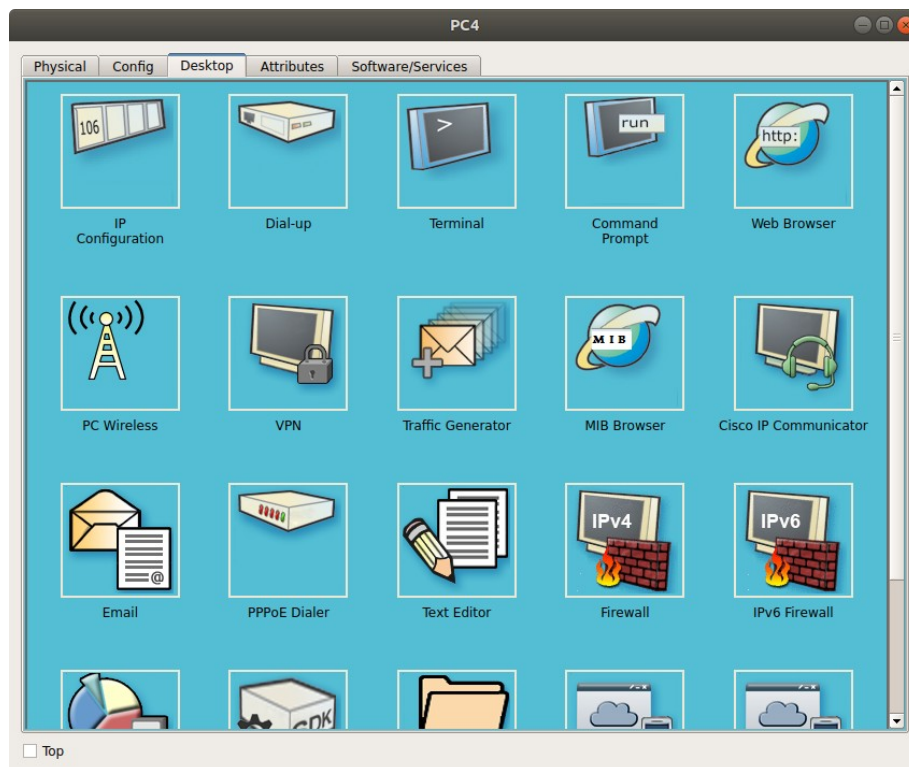 PC4
Physical Config Desktop Attributes Software/Services
106
>
run
http:
IP
Configuration
Dial-up
Terminal
Command
Prompt
Web Browser
MIB
PC Wireless
VPN
Traffic Generator
MIB Browser
Cisco IP Communicator
@
IPv4
IPv6
Email
PPPoE Dialer
Text Editor
Firewall
IPv6 Firewall
Top